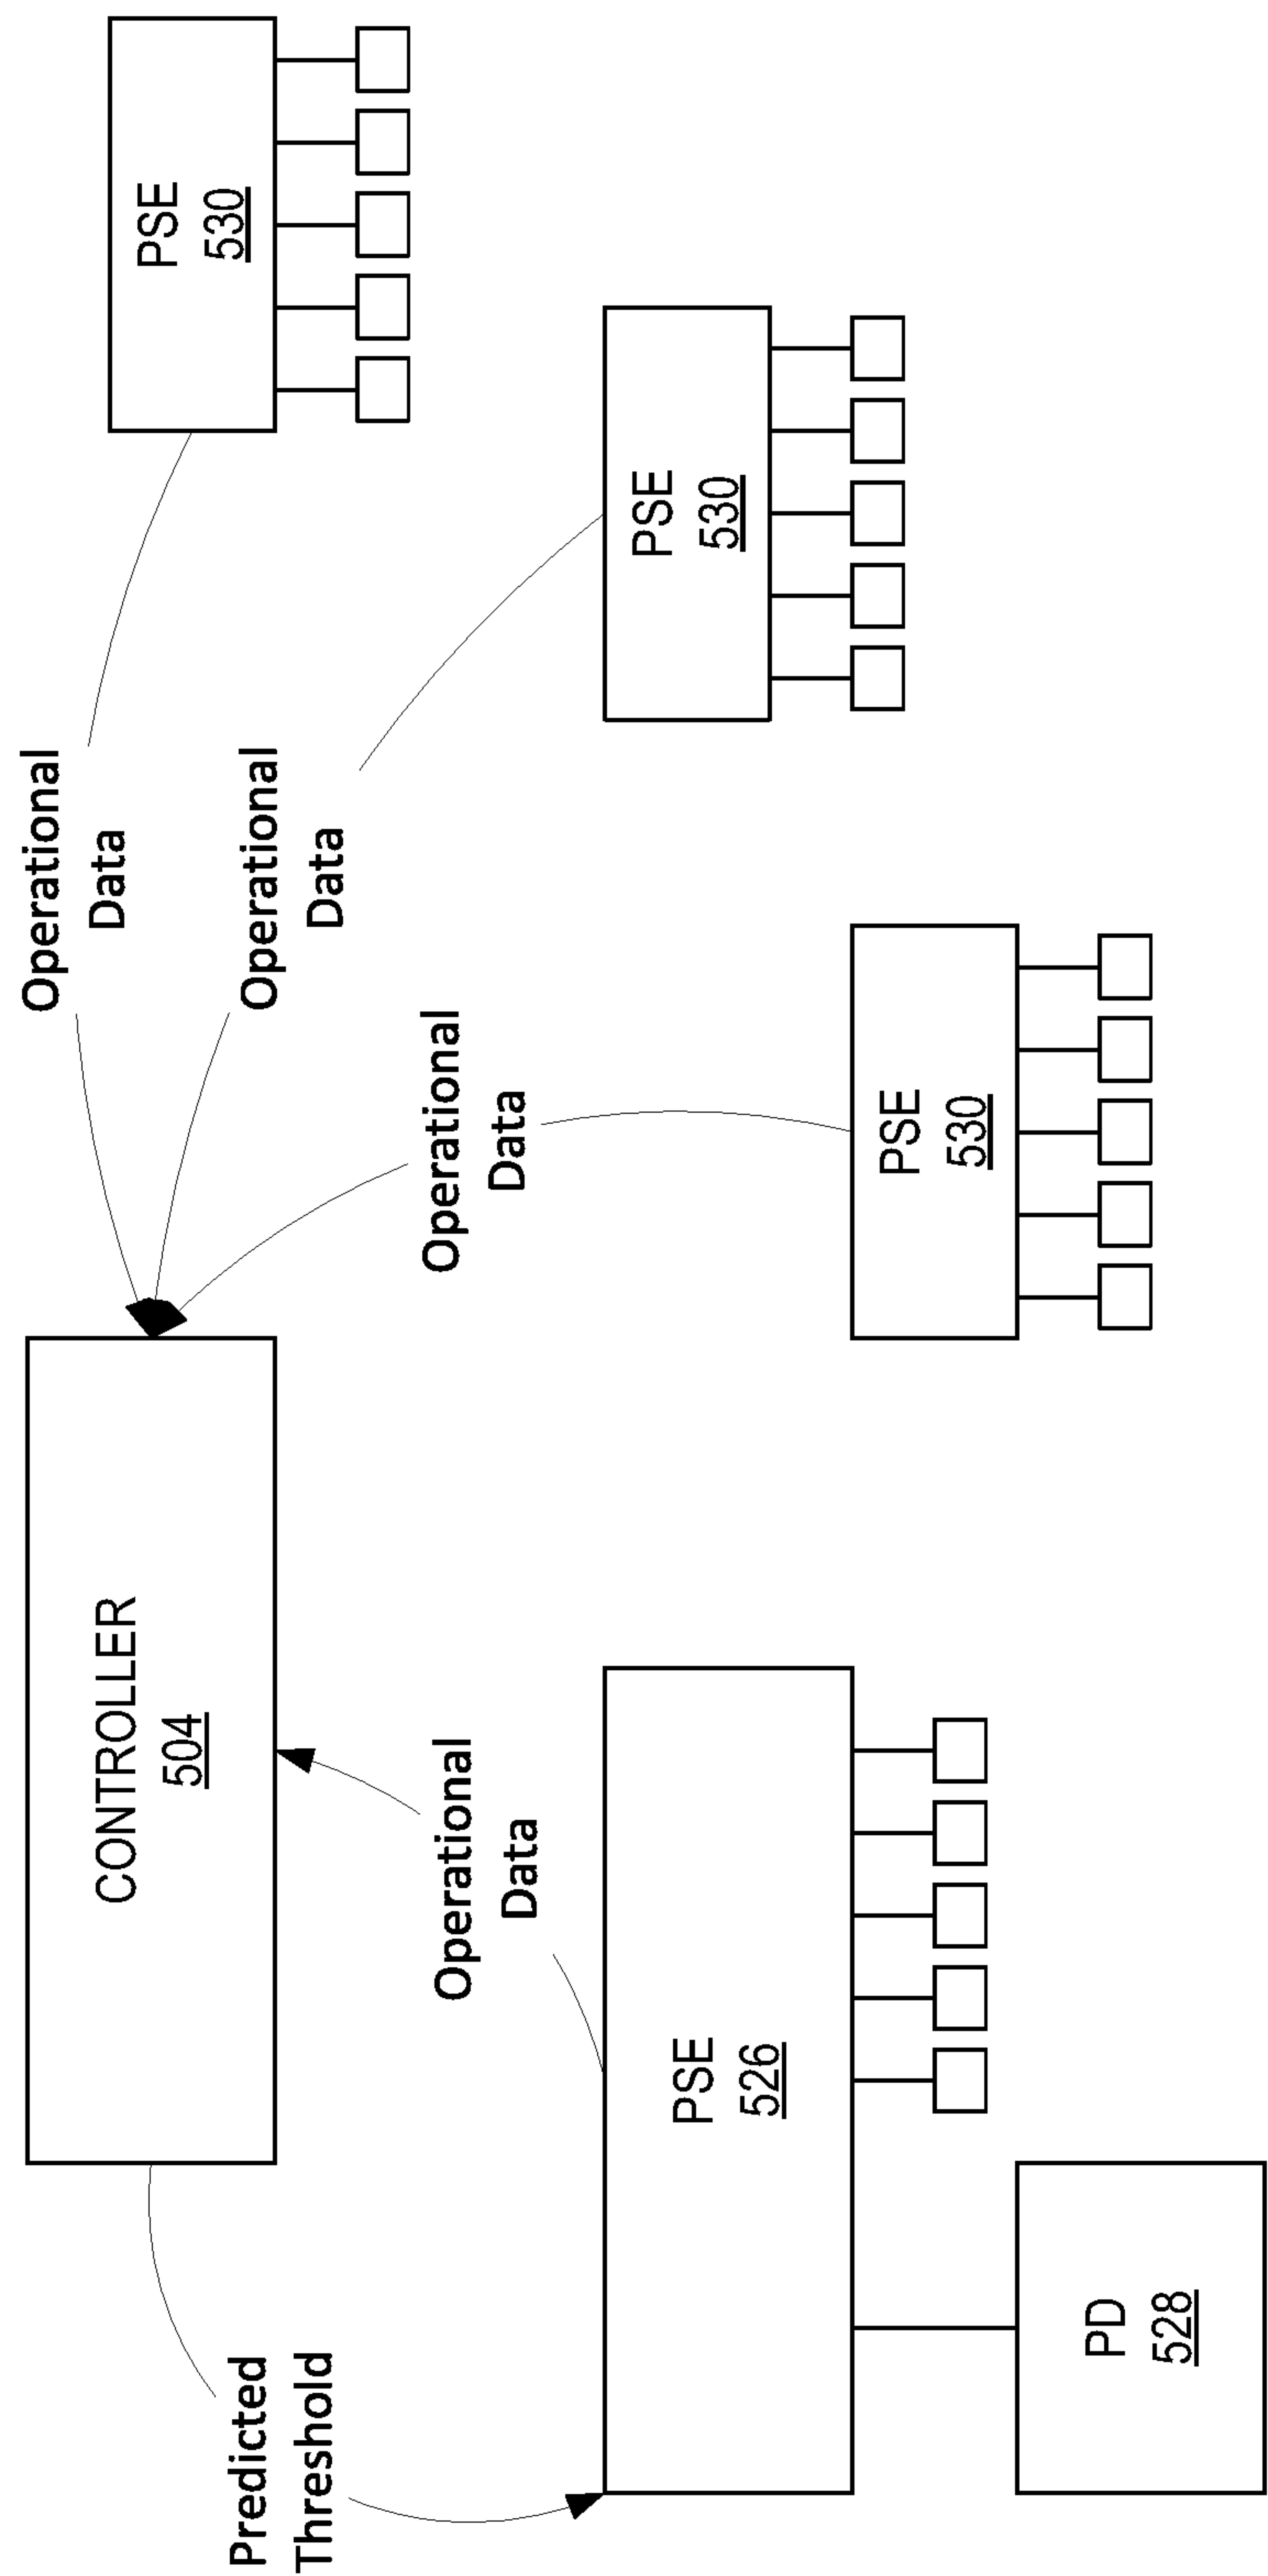 Predicted
Threshold
CONTROLLER
504
Operational
Data
Operational
Data
Operational
Data
Operational
Data
PSE
526
PD
528
PSE
530
PSE
530
PSE
530